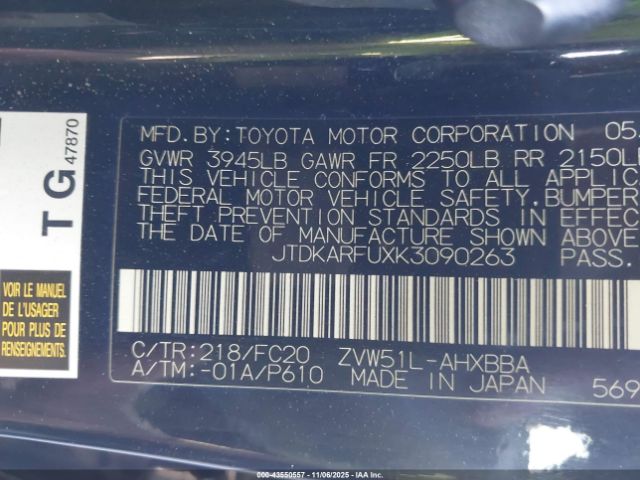 MFD. BY: TOYOTA MOTOR CORPORATION 05
GVWR 3945LB GAWR FR 2250LB RR 2150L
THIS VEHICLE CONFORMS TO ALL APPLIC
FEDERAL MOTOR VEHICLE SAFETY, BUMPER
THEFT PREVENTION STANDARDS IN EFFEC
THE DATE OF MANUFACTURE SHOWN ABOVE
JTDKARFUXK3090263 PASS.
C/TR: 218/FC20 ZVW51L-AHXBBA
A/TM: -01A/P610 MADE IN JAPAN 569
TG 47870
VOIR LE MANUEL
DE L'USAGER
POUR PLUS
D'INFORMATION
000-43550557 - 11/06/2025 - IAA Inc.